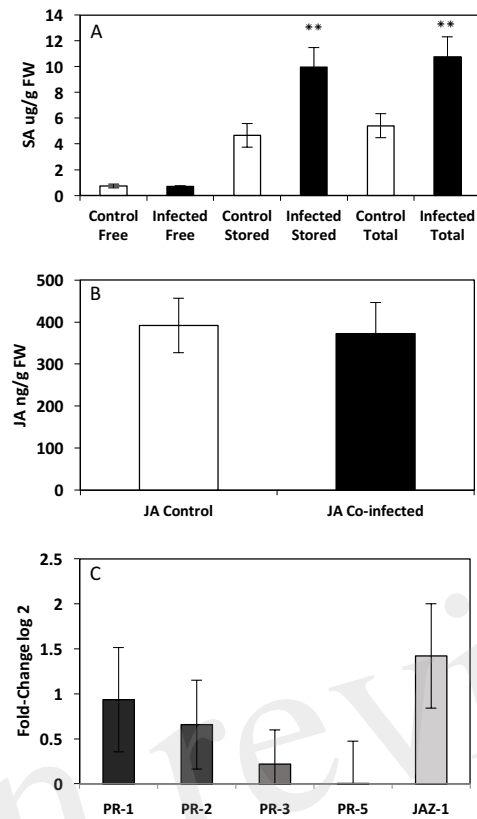 A
SA ug/g FW
14
12
10
8
6
4
2
0
** **
Control Free Infected Free Control Stored Infected Stored Control Total Infected Total
B
JA ng/g FW
500
400
300
200
100
0
JA Control JA Co-infected
C
Fold-Change log 2
2.5
2
1.5
1
0.5
0
PR-1 PR-2 PR-3 PR-5 JAZ-1